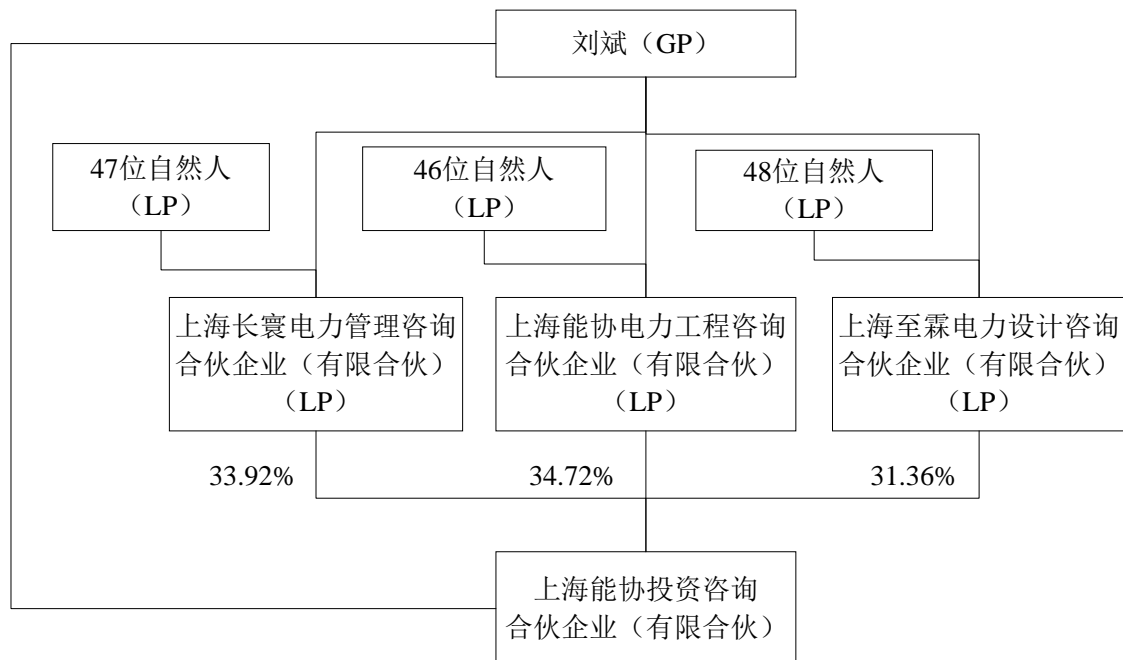 刘斌（GP）
47位自然人
（LP）
46位自然人
（LP）
48位自然人
（LP）
上海长寰电力管理咨询
合伙企业（有限合伙）
（LP）
上海能协电力工程咨询
合伙企业（有限合伙）
（LP）
上海至霖电力设计咨询
合伙企业（有限合伙）
（LP）
33.92%
34.72%
31.36%
上海能协投资咨询
合伙企业（有限合伙）